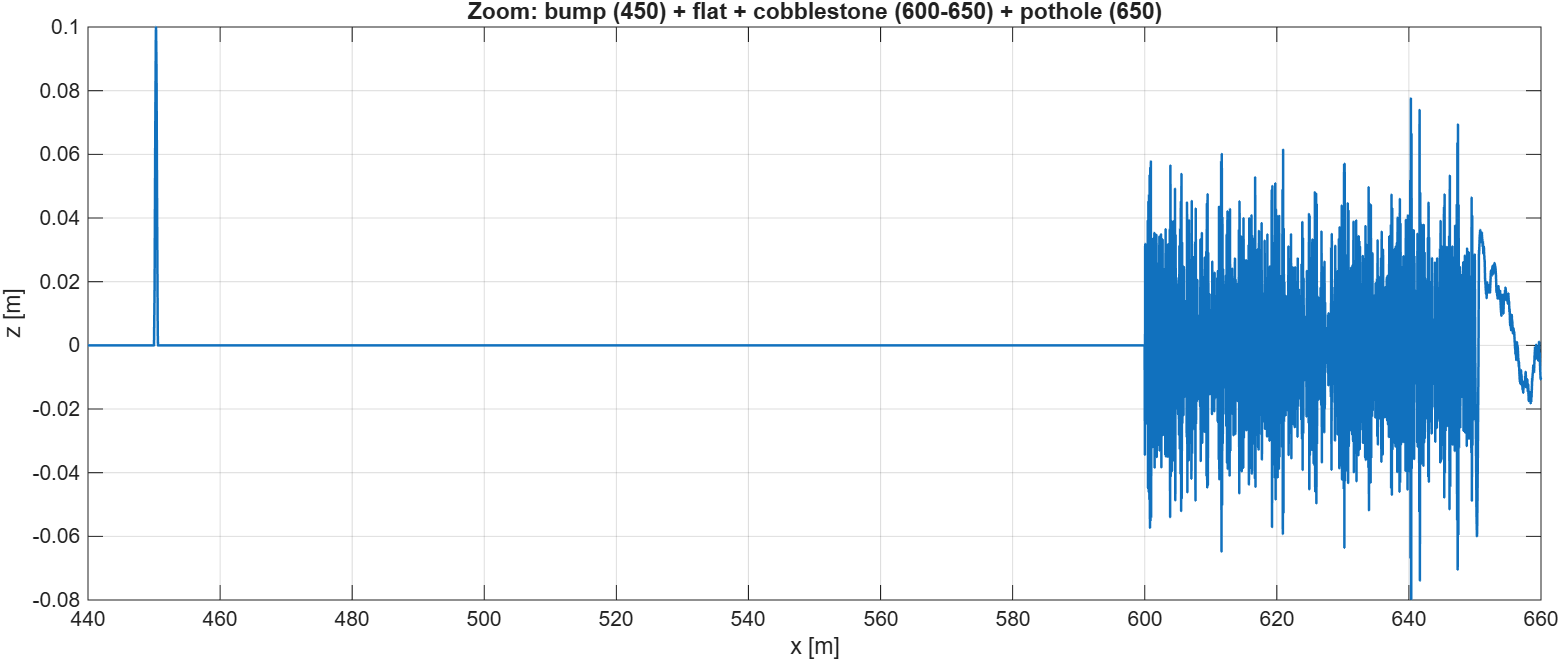 Zoom: bump (450) + flat + cobblestone (600-650) + pothole (650)
0.1
0.08
0.06
0.04
0.02
0
-0.02
-0.04
-0.06
-0.08
z [m]
440 460 480 500 520 540 560 580 600 620 640 660
x [m]